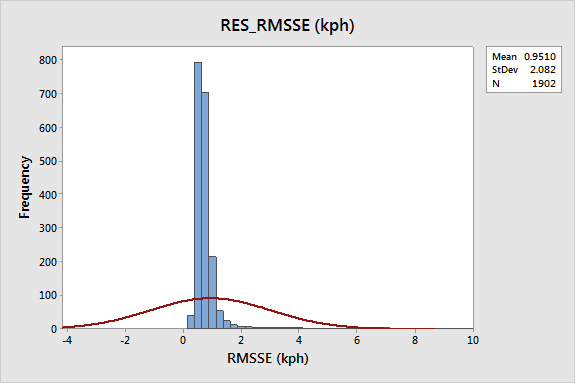 RES_RMSSE (kph)
Mean 0.9510
StDev 2.082
N 1902
Frequency
800
700
600
500
400
300
200
100
0
-4 -2 0 2 4 6 8 10
RMSSE (kph)